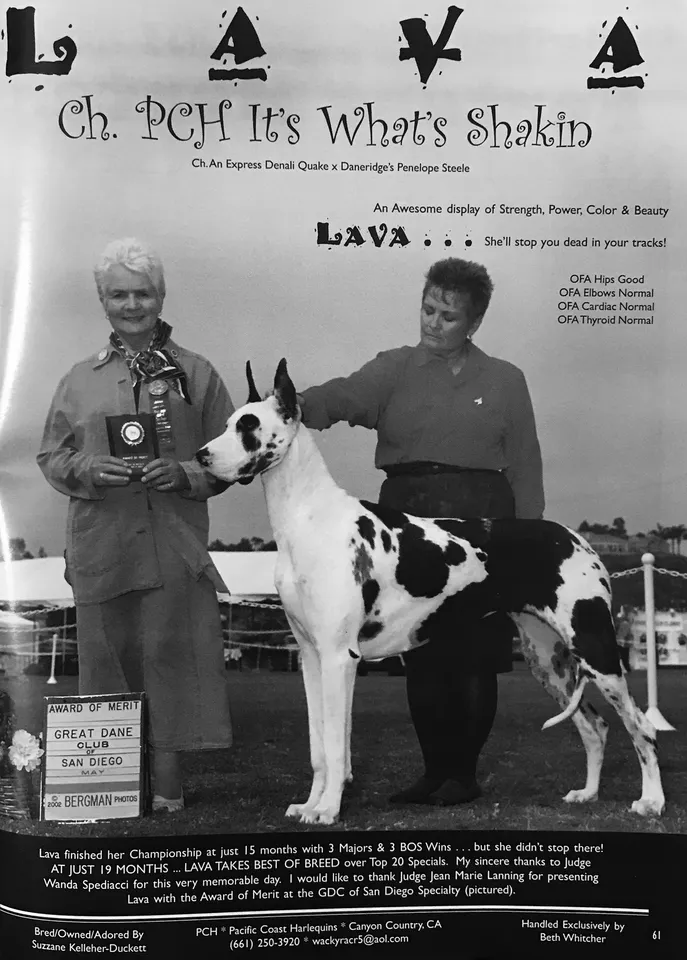 LAVA
Ch. PCH It's What's Shakin
Ch. An Express Denali Quake x Daneridge's Penelope Steele
An Awesome display of Strength, Power, Color & Beauty
LAVA . . . She'll stop you dead in your tracks!
OFA Hips Good
OFA Elbows Normal
OFA Cardiac Normal
OFA Thyroid Normal
AWARD OF MERIT
GREAT DANE
CLUB
OF
SAN DIEGO
MAY
© 2002 BERGMAN PHOTOS
Lava finished her Championship at just 15 months with 3 Majors & 3 BOS Wins . . . but she didn't stop there!
AT JUST 19 MONTHS ... LAVA TAKES BEST OF BREED over Top 20 Specials. My sincere thanks to Judge
Wanda Spediacci for this very memorable day. I would like to thank Judge Jean Marie Lanning for presenting
Lava with the Award of Merit at the GDC of San Diego Specialty (pictured).
Bred/Owned/Adored By
Suzzane Kelleher-Duckett
PCH * Pacific Coast Harlequins * Canyon Country, CA
(661) 250-3920 * wackyracr5@aol.com
Handled Exclusively by
Beth Whitcher
61